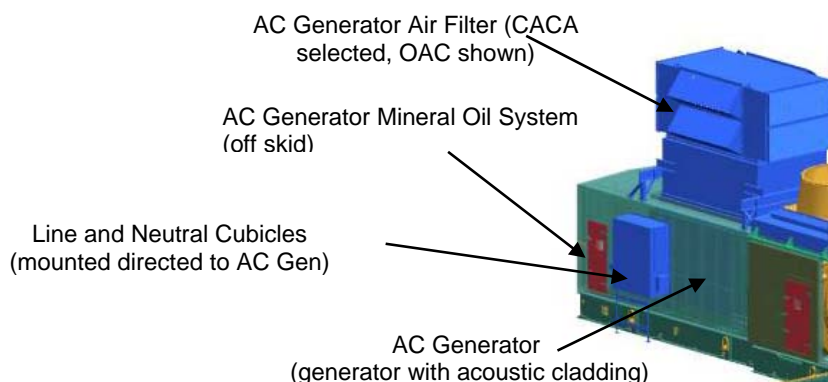 AC Generator Air Filter (CACA
selected, OAC shown)
AC Generator Mineral Oil System
(off skid)
Line and Neutral Cubicles
(mounted directed to AC Gen)
AC Generator
(generator with acoustic cladding)